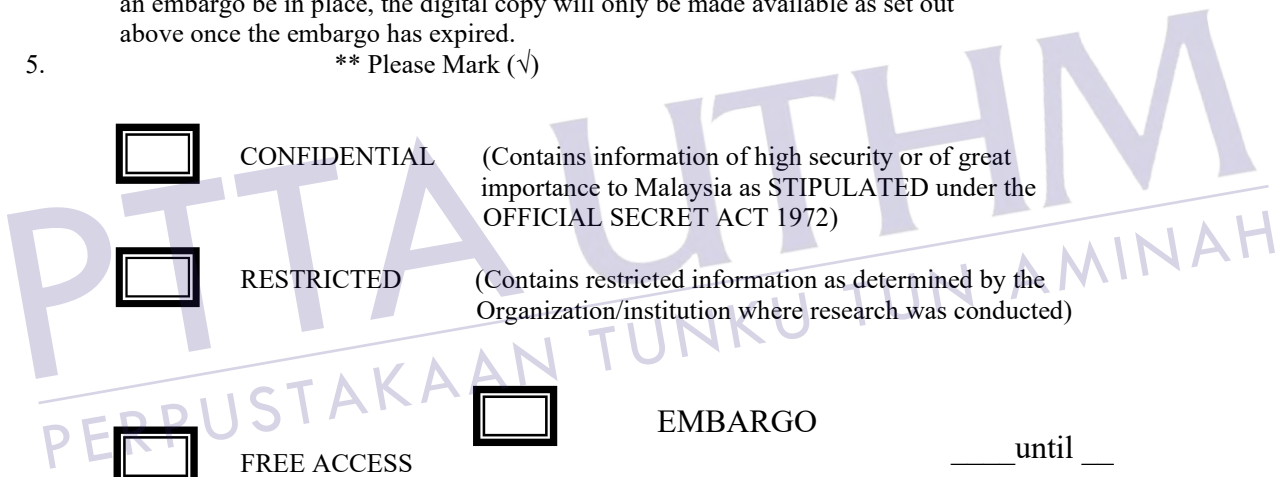 an embargo be in place, the digital copy will only be made available as set out
above once the embargo has expired.
5. ** Please Mark (√)
CONFIDENTIAL (Contains information of high security or of great
importance to Malaysia as STIPULATED under the
OFFICIAL SECRET ACT 1972)
RESTRICTED (Contains restricted information as determined by the
Organization/institution where research was conducted)
EMBARGO
____until __
FREE ACCESS
PTTA UTHM
PERPUSTAKAAN TUNKU TUN AMINAH